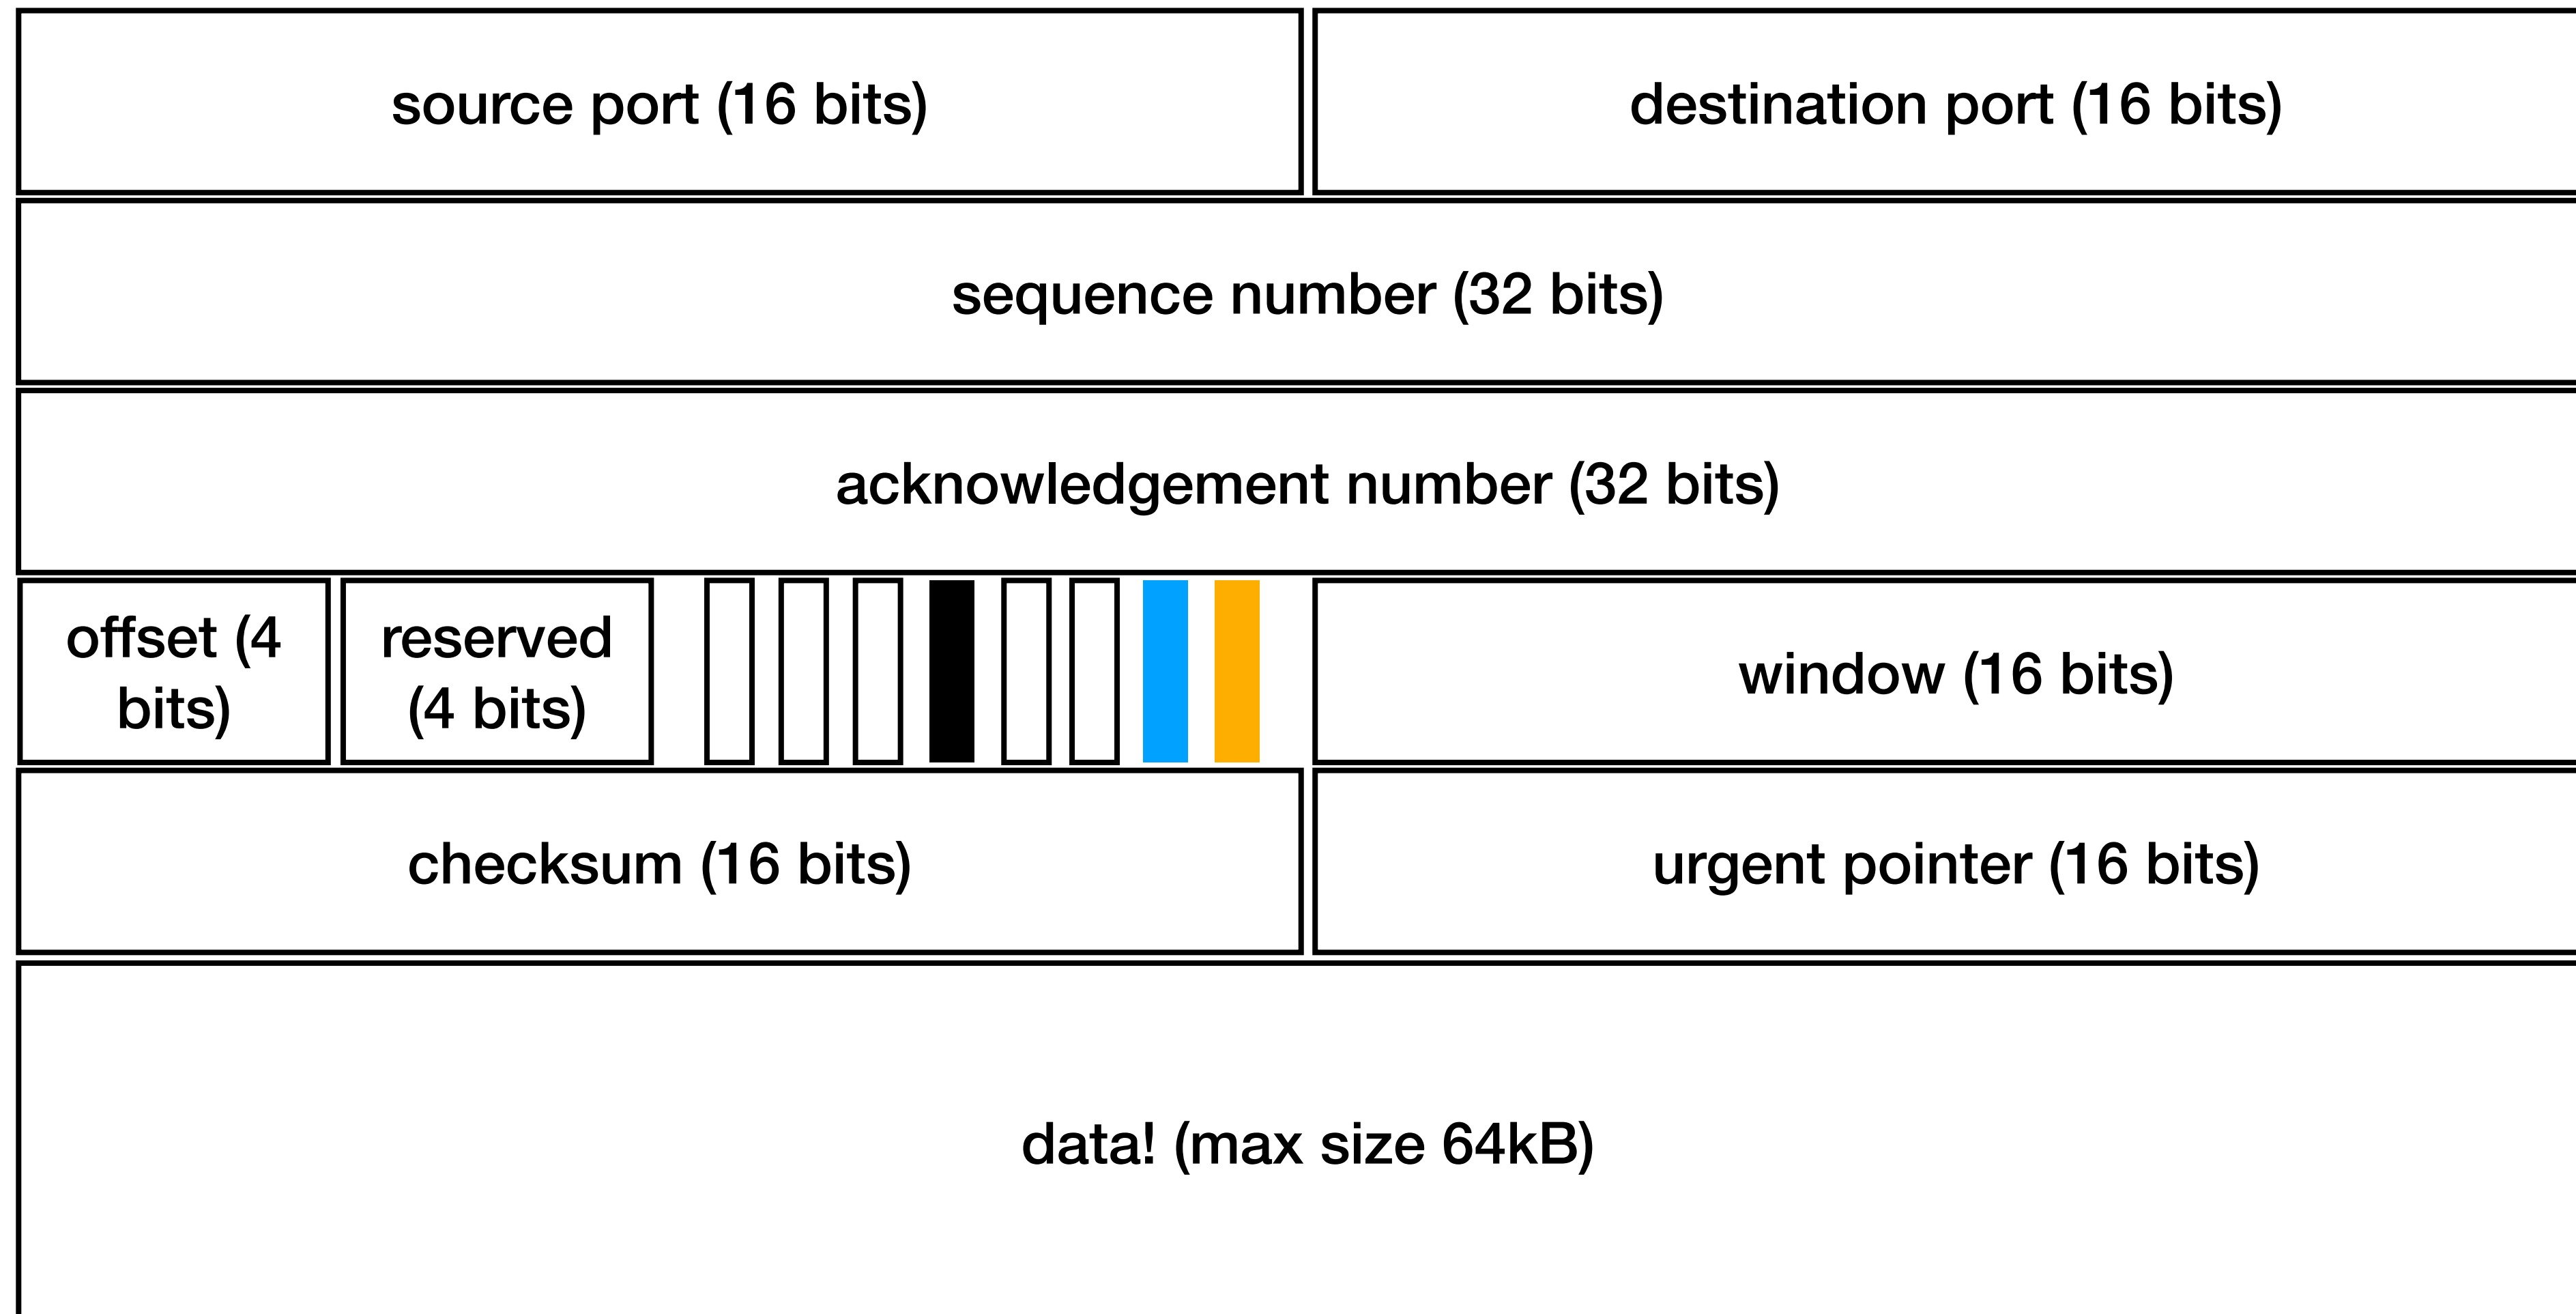 source port (16 bits)
destination port (16 bits)
sequence number (32 bits)
acknowledgement number (32 bits)
offset (4
bits)
reserved
(4 bits)
window (16 bits)
checksum (16 bits)
urgent pointer (16 bits)
data! (max size 64kB)